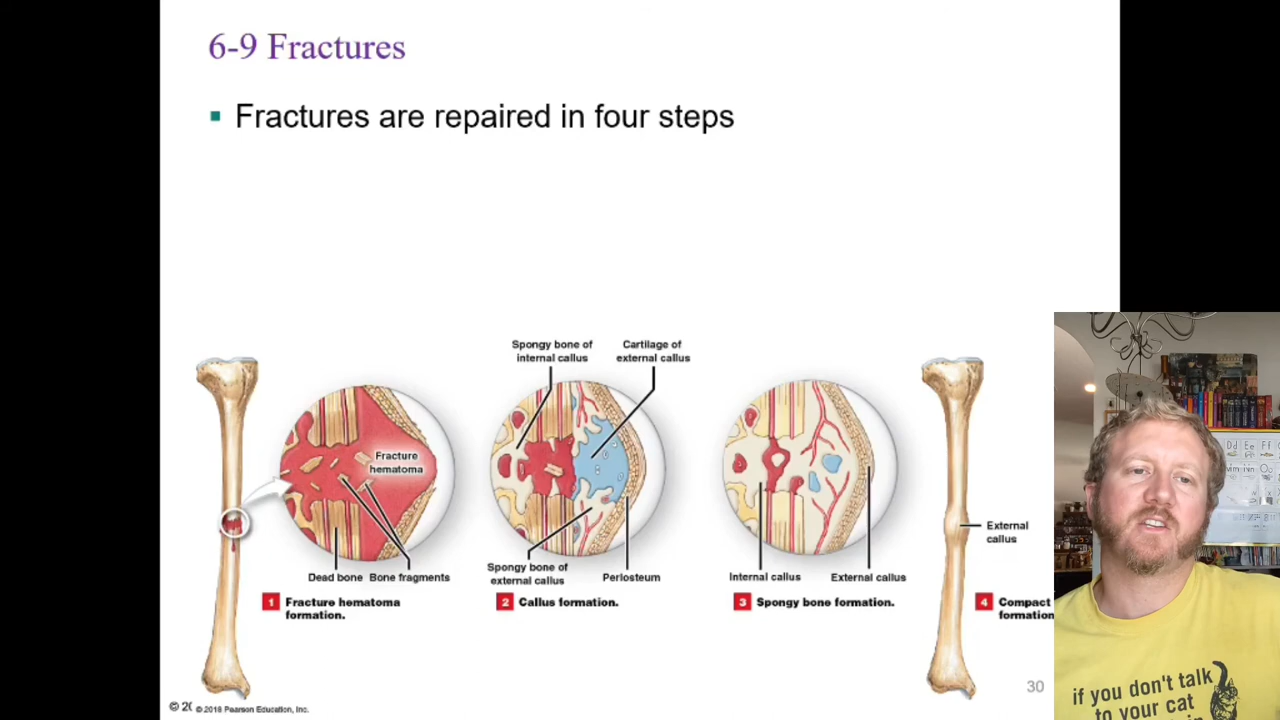 6-9 Fractures
▪ Fractures are repaired in four steps
Spongy bone of
internal callus
Cartilage of
external callus
Fracture
hematoma
External
callus
Dead bone
Bone fragments
Spongy bone of
external callus
Periosteum
Internal callus
External callus
1 Fracture hematoma
formation.
2 Callus formation.
3 Spongy bone formation.
4 Compact
formation
30
© 2018 Pearson Education, Inc.
Dd Ee
if you don't talk
to your cat